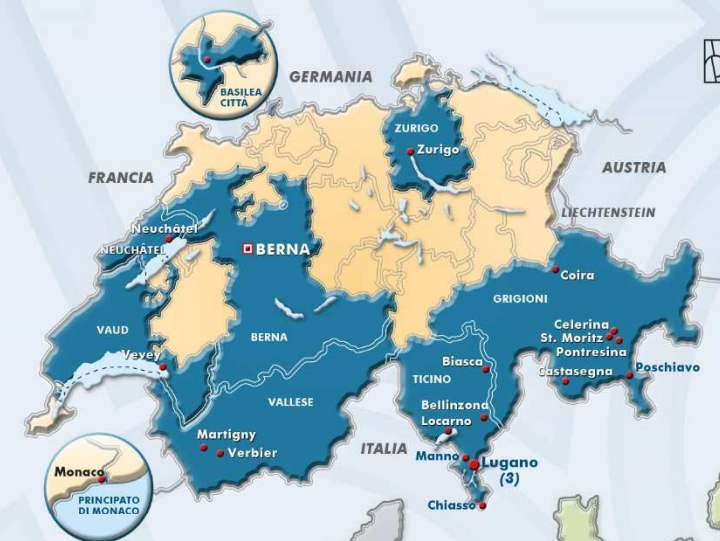 BASILEA
CITTÀ
GERMANIA
ZURIGO
Zurigo
FRANCIA
AUSTRIA
LIECHTENSTEIN
Neuchâtel
NEUCHÂTEL
BERNA
Coira
GRIGIONI
VAUD
BERNA
Celerina
St. Moritz
Pontresina
Vevey
Biasca
TICINO
Castasegna
Poschiavo
VALLESE
Bellinzona
Locarno
Martigny
Verbier
ITALIA
Manno
Lugano
(3)
Monaco
PRINCIPATO
DI MONACO
Chiasso